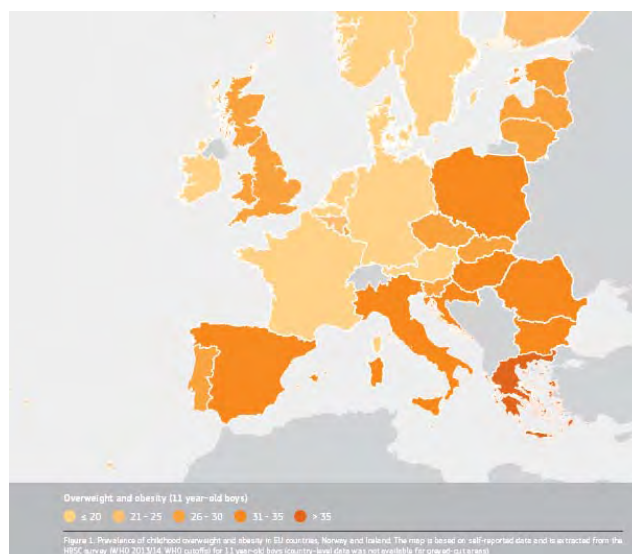 Overweight and obesity (11 year-old boys)
≤ 20 21 – 25 26 – 30 31 – 35 > 35
Figure 1. Prevalence of childhood overweight and obesity in EU countries, Norway and Iceland. The map is based on self-reported data and is extracted from the
HBSC survey (WHO 2013/14, WHO cutoffs) for 11 year-old boys (country-level data was not available for greyed-out areas)